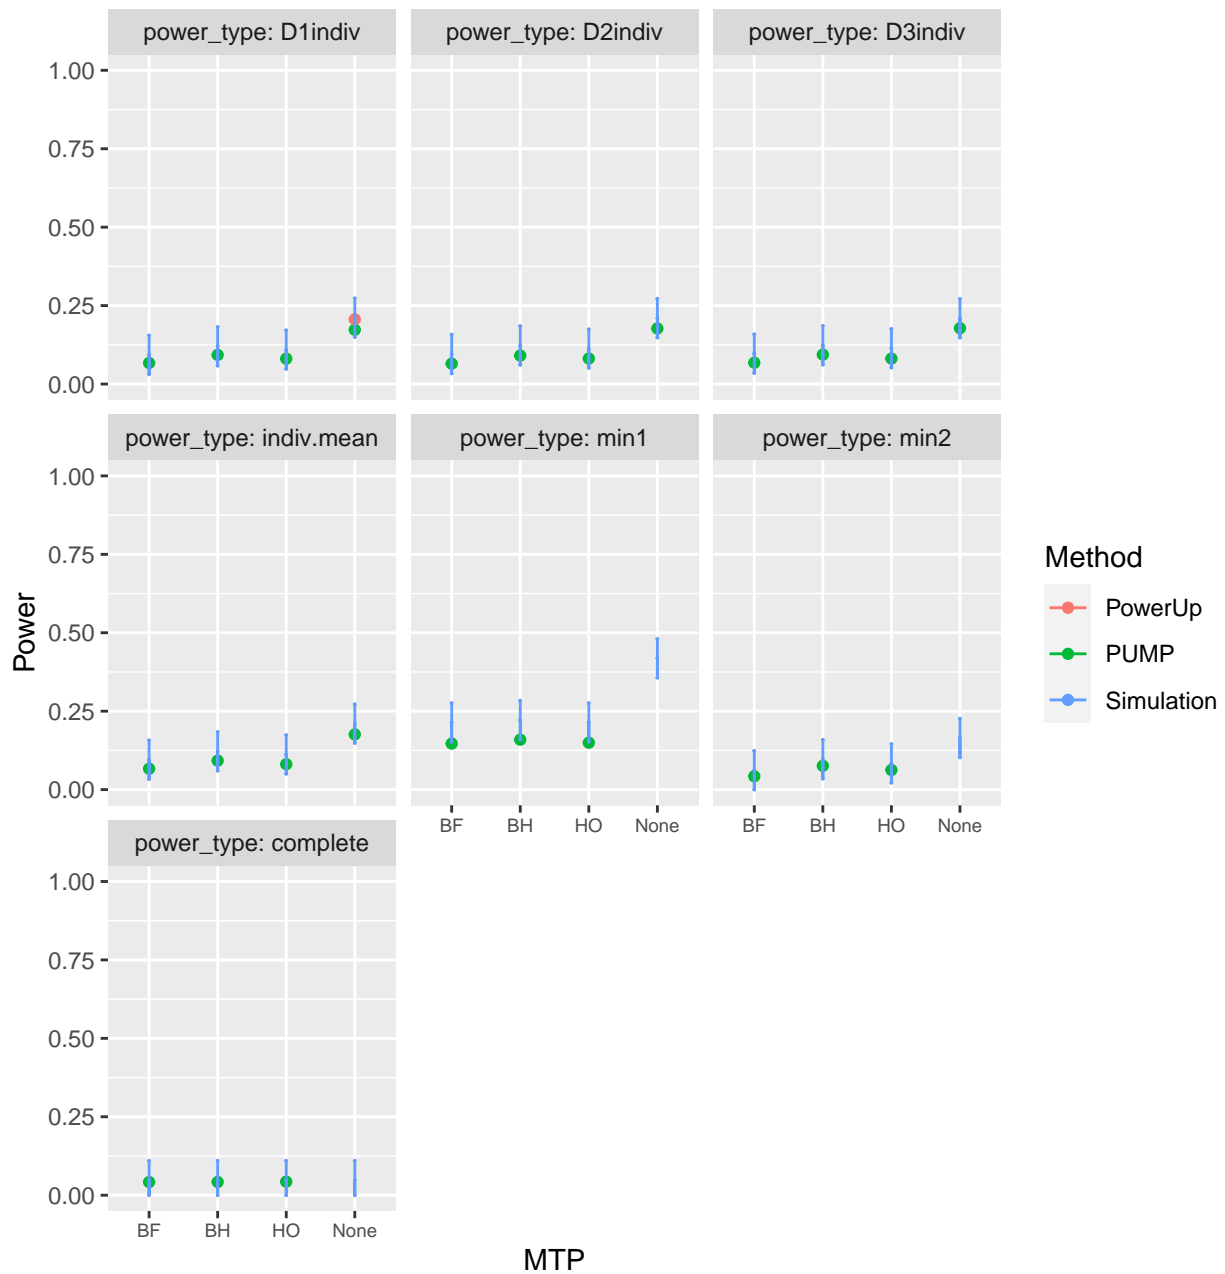 power_type: D1indiv
power_type: D2indiv
power_type: D3indiv
1.00
0.75
0.50
0.25
0.00
power_type: indiv.mean
power_type: min1
power_type: min2
1.00
0.75
0.50
0.25
0.00
BF BH HO None
BF BH HO None
power_type: complete
1.00
0.75
0.50
0.25
0.00
BF BH HO None
Power
MTP
Method
PowerUp
PUMP
Simulation